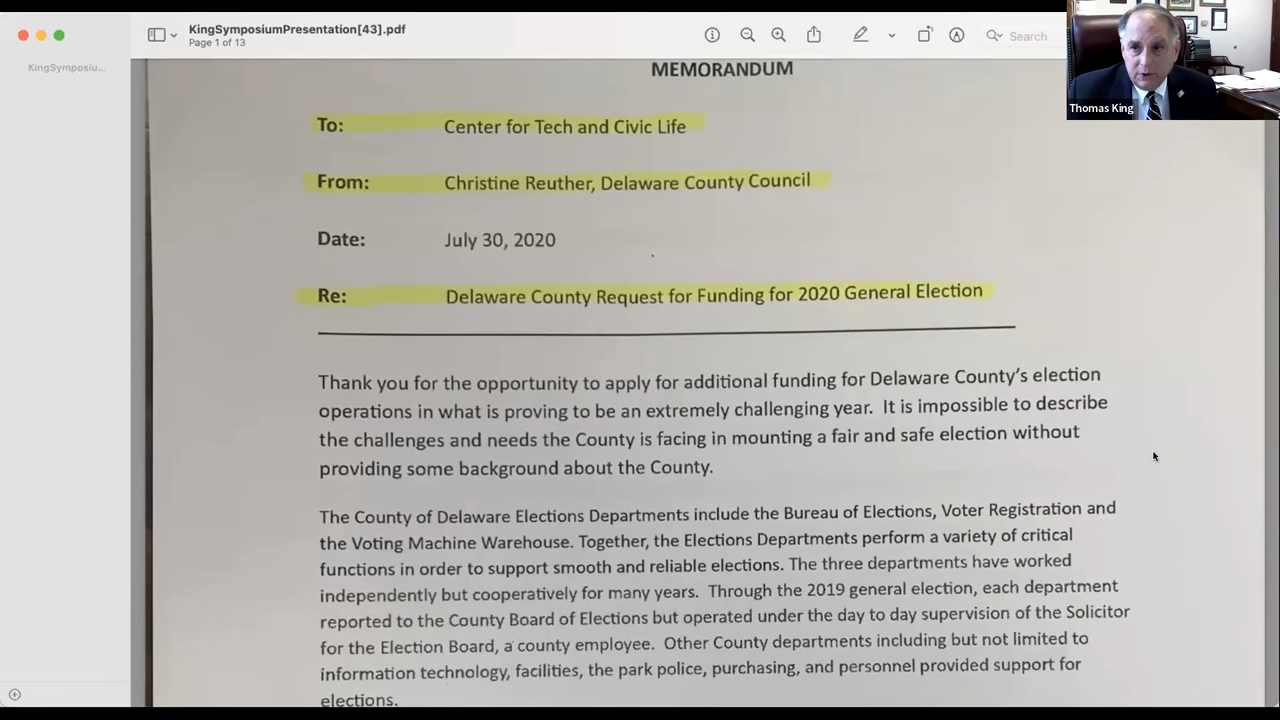 KingSymposiumPresentation[43].pdf
Page 1 of 13
Search
KingSymposiu...
Thomas King
MEMORANDUM
To: Center for Tech and Civic Life
From: Christine Reuther, Delaware County Council
Date: July 30, 2020
Re: Delaware County Request for Funding for 2020 General Election
Thank you for the opportunity to apply for additional funding for Delaware County's election
operations in what is proving to be an extremely challenging year. It is impossible to describe
the challenges and needs the County is facing in mounting a fair and safe election without
providing some background about the County.
The County of Delaware Elections Departments include the Bureau of Elections, Voter Registration and
the Voting Machine Warehouse. Together, the Elections Departments perform a variety of critical
functions in order to support smooth and reliable elections. The three departments have worked
independently but cooperatively for many years. Through the 2019 general election, each department
reported to the County Board of Elections but operated under the day to day supervision of the Solicitor
for the Election Board, a county employee. Other County departments including but not limited to
information technology, facilities, the park police, purchasing, and personnel provided support for
elections.